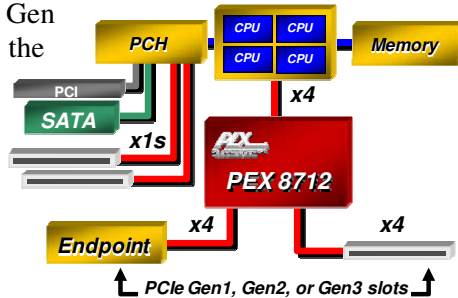 Gen
the
PCH
CPU CPU
CPU CPU
Memory
PCI
SATA
x1s
x4
PLX
PEX 8712
x4
x4
Endpoint
PCIe Gen1, Gen2, or Gen3 slots